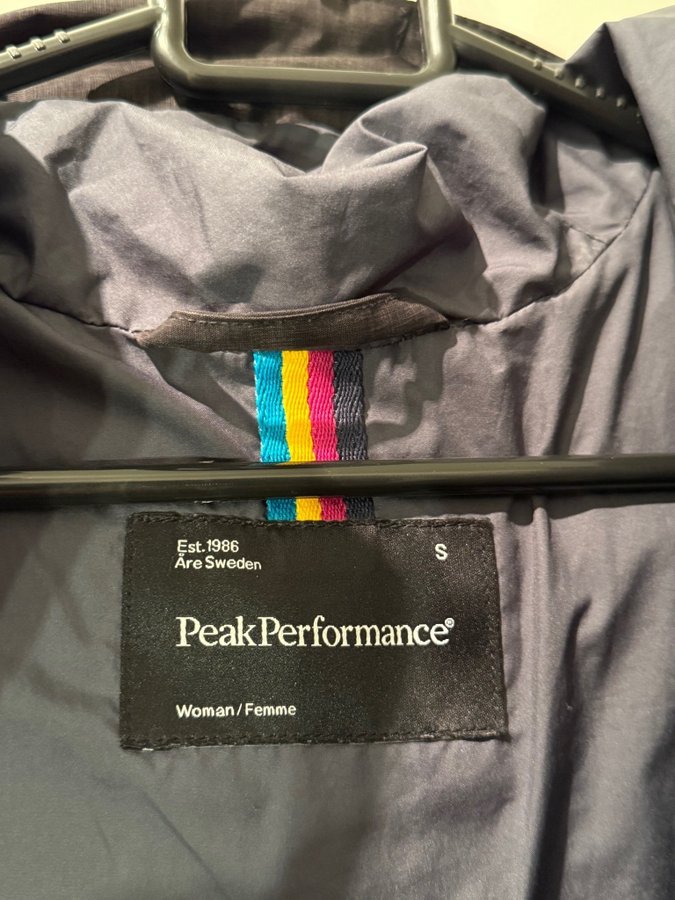 Est.1986
Åre Sweden
S
PeakPerformance®
Woman/Femme